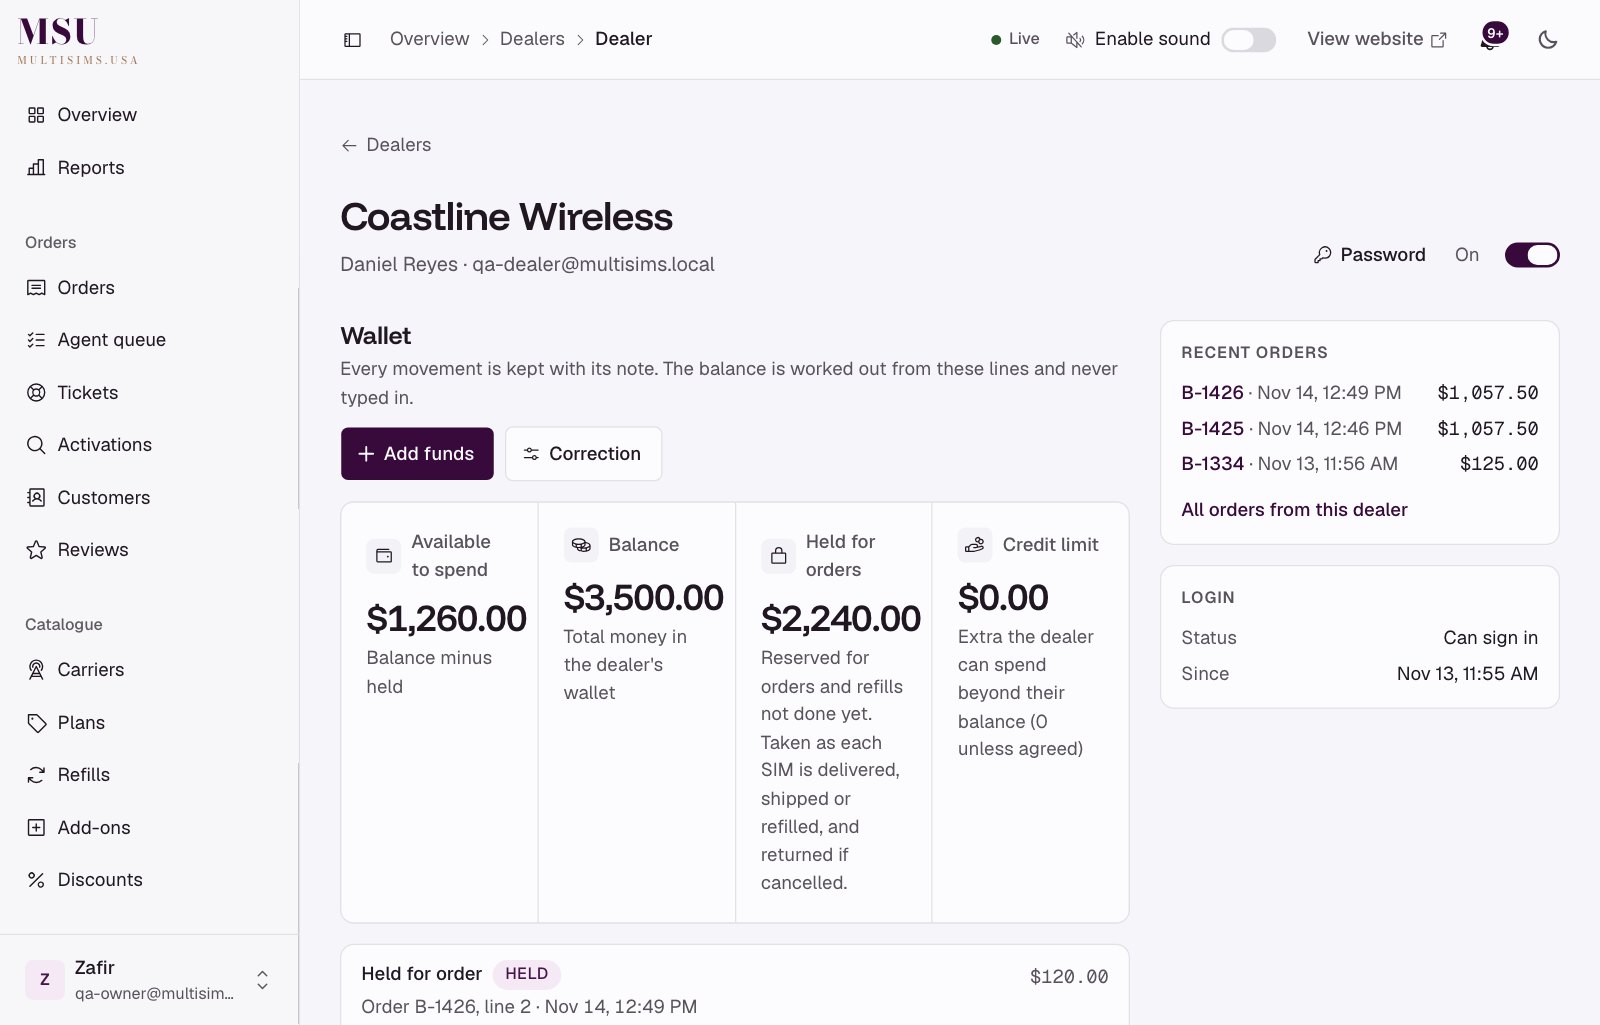 MSU
MULTISIMS.USA
Overview
Reports
Orders
Orders
Agent queue
Tickets
Activations
Customers
Reviews
Catalogue
Carriers
Plans
Refills
Add-ons
Discounts
Z
Zafir
qa-owner@multisim...
Overview > Dealers > Dealer
Live
Enable sound
View website
9+
← Dealers
Coastline Wireless
Daniel Reyes · qa-dealer@multisims.local
Password
On
Wallet
Every movement is kept with its note. The balance is worked out from these lines and never
typed in.
+ Add funds
Correction
Available
to spend
$1,260.00
Balance minus
held
Balance
$3,500.00
Total money in
the dealer's
wallet
Held for
orders
$2,240.00
Reserved for
orders and refills
not done yet.
Taken as each
SIM is delivered,
shipped or
refilled, and
returned if
cancelled.
Credit limit
$0.00
Extra the dealer
can spend
beyond their
balance (0
unless agreed)
Held for order HELD
$120.00
Order B-1426, line 2 · Nov 14, 12:49 PM
RECENT ORDERS
B-1426 · Nov 14, 12:49 PM $1,057.50
B-1425 · Nov 14, 12:46 PM $1,057.50
B-1334 · Nov 13, 11:56 AM $125.00
All orders from this dealer
LOGIN
Status Can sign in
Since Nov 13, 11:55 AM